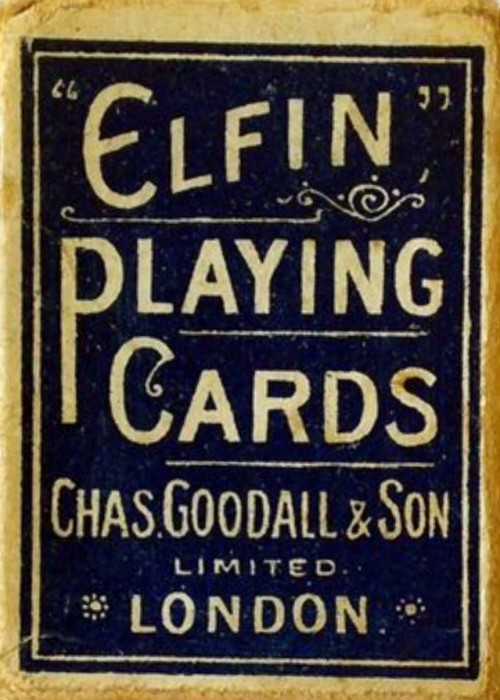 "ELFIN"
PLAYING
CARDS
CHAS. GOODALL & SON
LIMITED.
LONDON